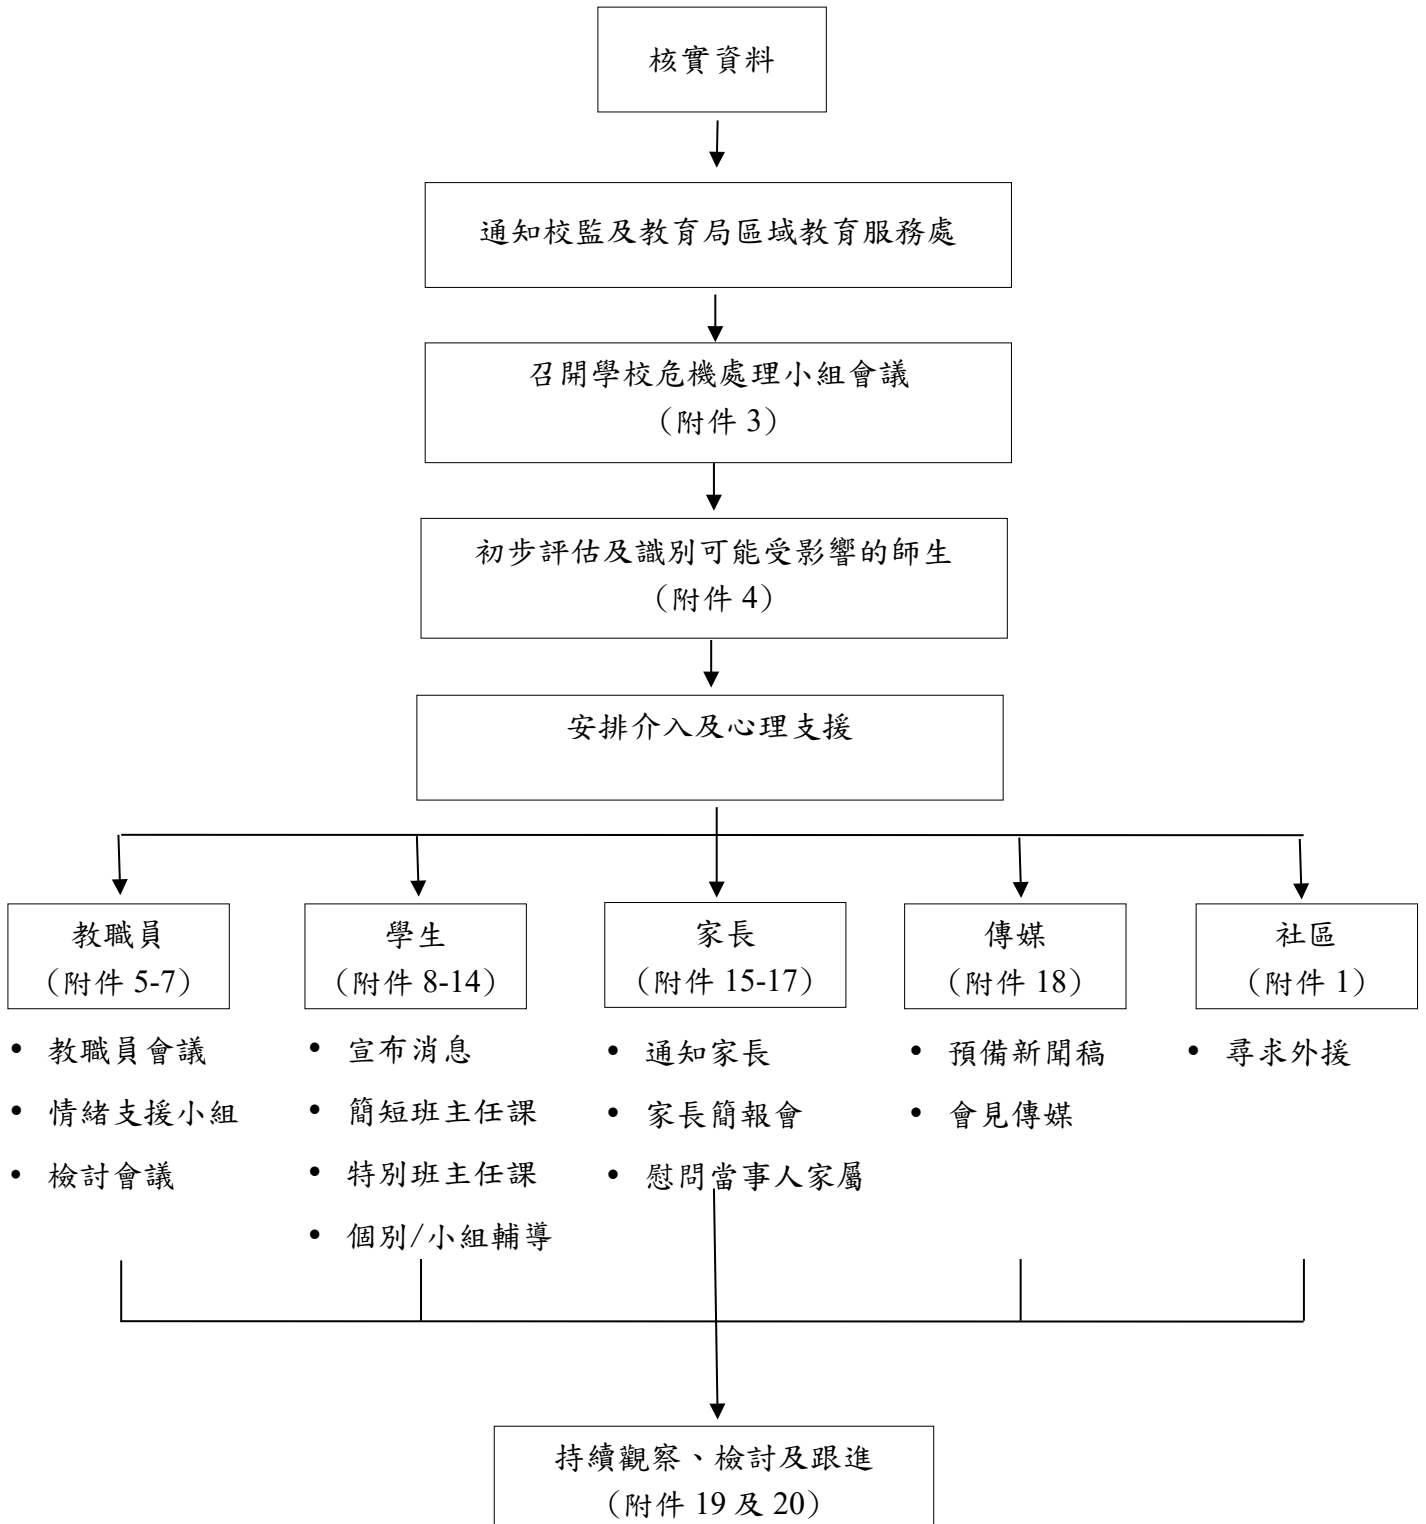 核實資料
通知校監及教育局區域教育服務處
召開學校危機處理小組會議
（附件 3）
初步評估及識別可能受影響的師生
（附件 4）
安排介入及心理支援
教職員
（附件 5-7）
• 教職員會議
• 情緒支援小組
• 檢討會議
學生
（附件 8-14）
• 宣布消息
• 簡短班主任課
• 特別班主任課
• 個別/小組輔導
家長
（附件 15-17）
• 通知家長
• 家長簡報會
• 慰問當事人家屬
傳媒
（附件 18）
• 預備新聞稿
• 會見傳媒
社區
（附件 1）
• 尋求外援
持續觀察、檢討及跟進
（附件 19 及 20）